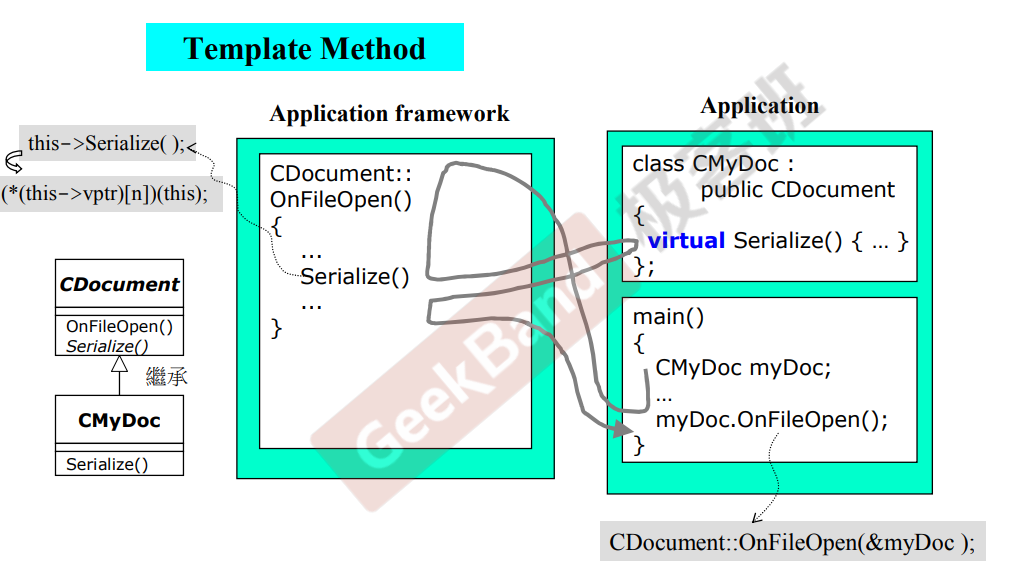 Template Method
Application framework
Application
this->Serialize( );
(*(this->vptr)[n])(this);
CDocument::
OnFileOpen()
{
...
Serialize()
...
}
class CMyDoc :
public CDocument
{
virtual Serialize() { … }
};
main()
{
CMyDoc myDoc;
…
myDoc.OnFileOpen();
}
CDocument
OnFileOpen()
Serialize()
繼承
CMyDoc
Serialize()
CDocument::OnFileOpen(&myDoc );
GeekBand
极客班